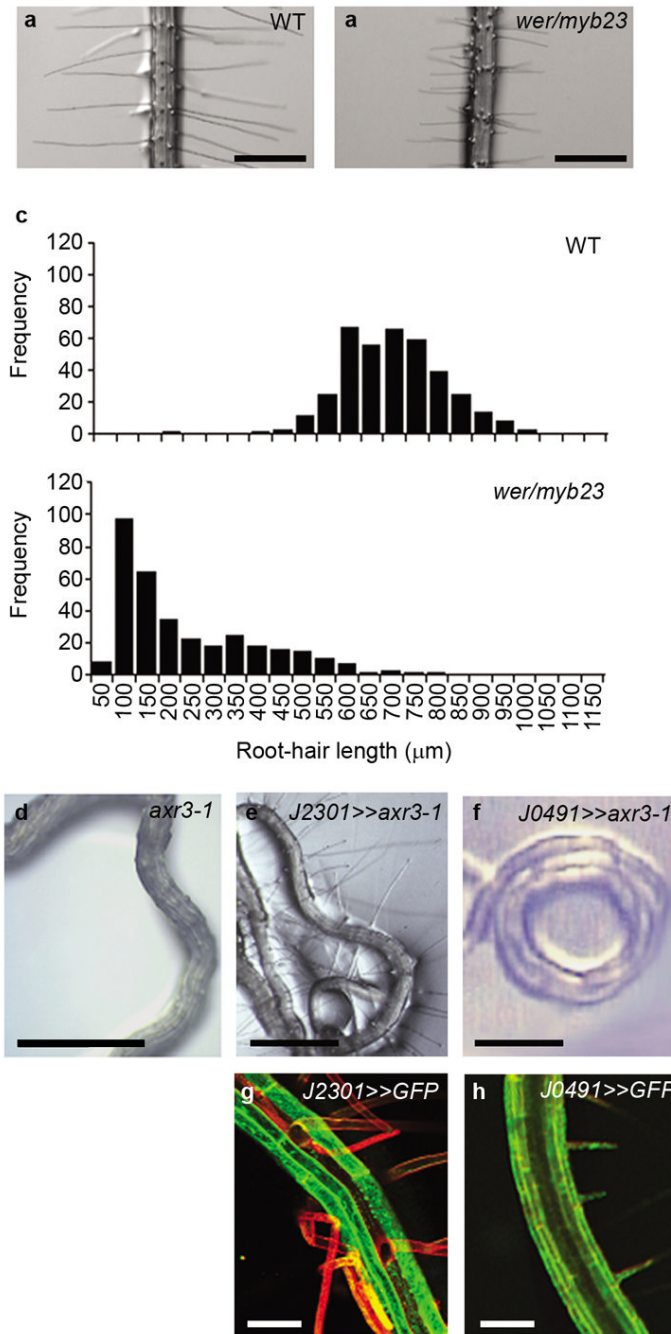 a WT
a wer/myb23
c
WT
Frequency
120
100
80
60
40
20
0
wer/myb23
Frequency
120
100
80
60
40
20
0
50 100 150 200 250 300 350 400 450 500 550 600 650 700 750 800 850 900 950 1000 1050 1100 1150
Root-hair length (μm)
d axr3-1
e J2301>>axr3-1
f J0491>>axr3-1
g J2301>>GFP
h J0491>>GFP